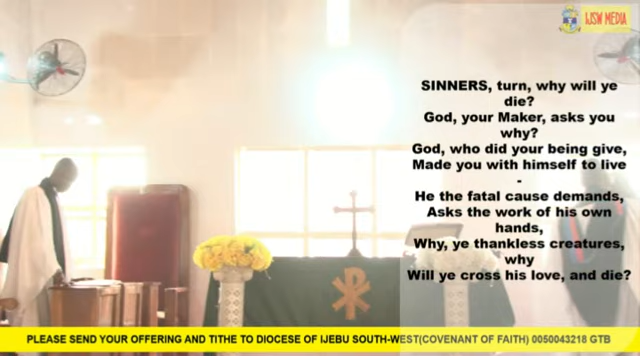 IJSW MEDIA
SINNERS, turn, why will ye
die?
God, your Maker, asks you
why?
God, who did your being give,
Made you with himself to live
-
He the fatal cause demands,
Asks the work of his own
hands,
Why, ye thankless creatures,
why
Will ye cross his love, and die?
PLEASE SEND YOUR OFFERING AND TITHE TO DIOCESE OF IJEBU SOUTH-WEST(COVENANT OF FAITH) 0050043218 GTB